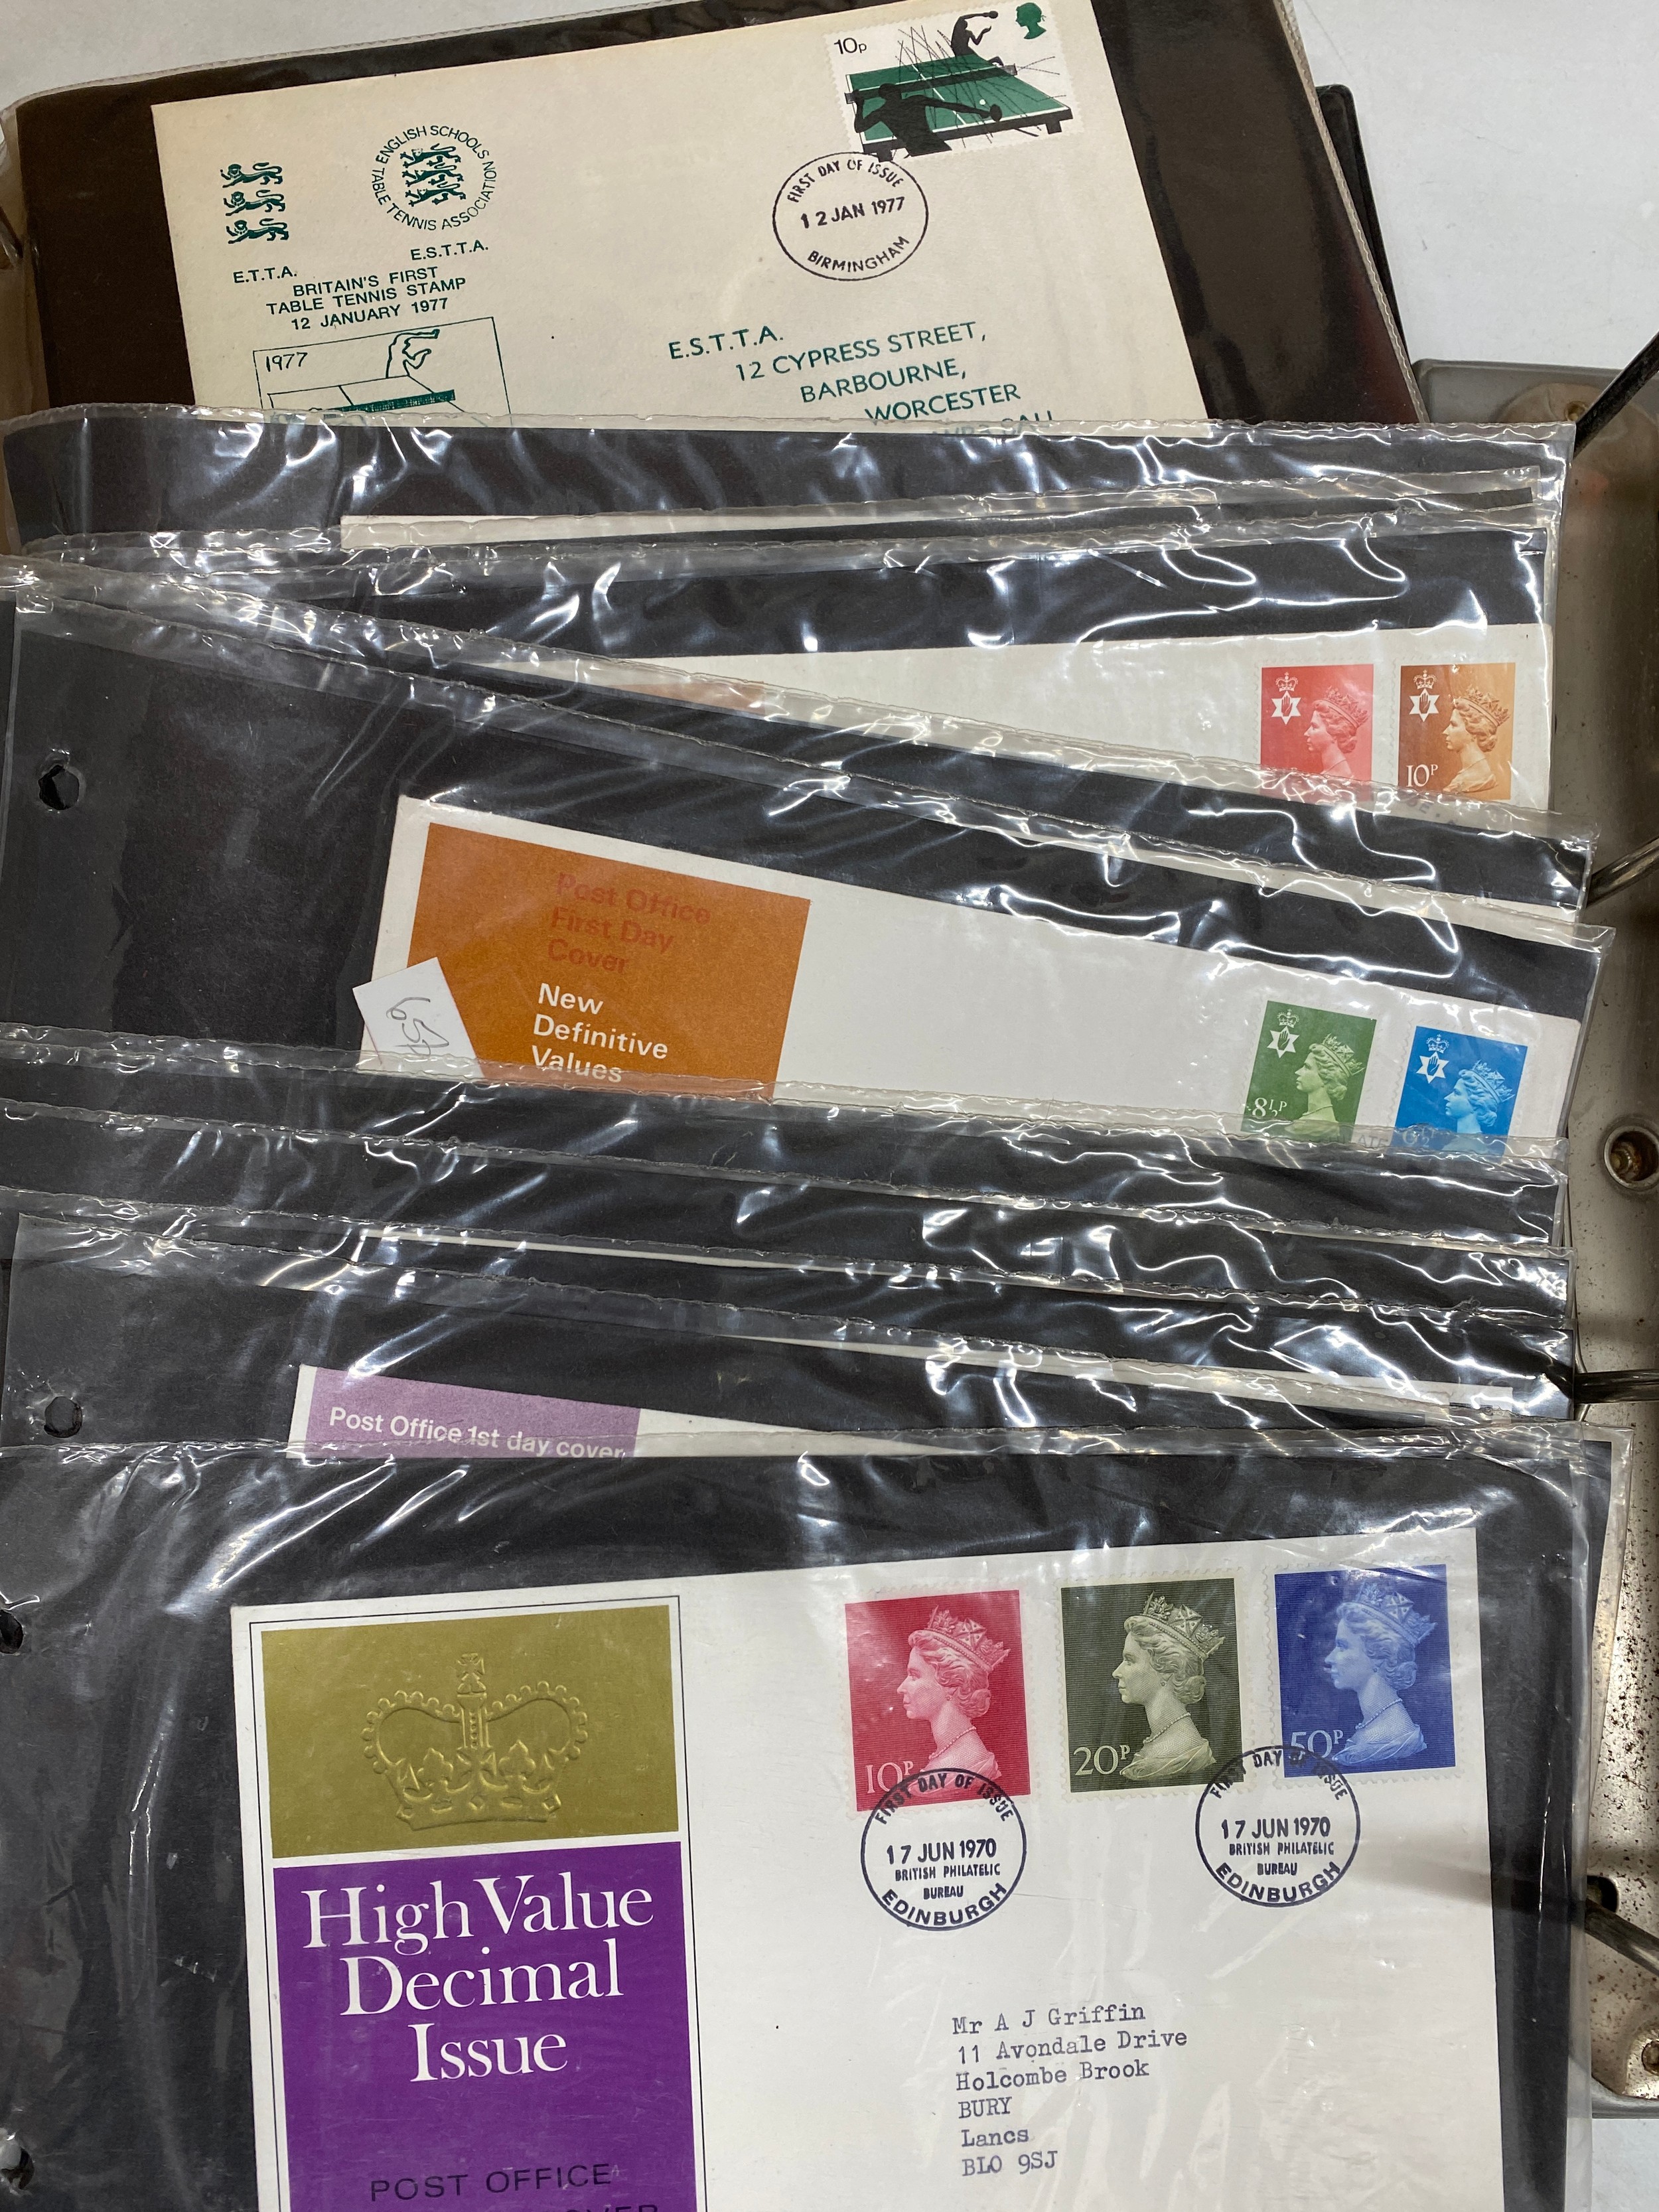 10p
ENGLISH SCHOOLS NATIONAL TABLE TENNIS ASSOCIATION
E.T.T.A.
E.S.T.T.A.
BRITAIN'S FIRST
TABLE TENNIS STAMP
12 JANUARY 1977
1977
FIRST DAY OF ISSUE
12 JAN 1977
BIRMINGHAM
E.S.T.T.A.
12 CYPRESS STREET,
BARBOURNE,
WORCESTER
10P
Post Office
First Day
Cover
New
Definitive
Values
65p
8½P
Post Office 1st day cover
10P
20P
50P
FIRST DAY OF ISSUE
17 JUN 1970
BRITISH PHILATELIC
BUREAU
EDINBURGH
FIRST DAY OF ISSUE
17 JUN 1970
BRITISH PHILATELIC
BUREAU
EDINBURGH
High Value
Decimal
Issue
POST OFFICE
Mr A J Griffin
11 Avondale Drive
Holcombe Brook
BURY
Lancs
BL0 9SJ